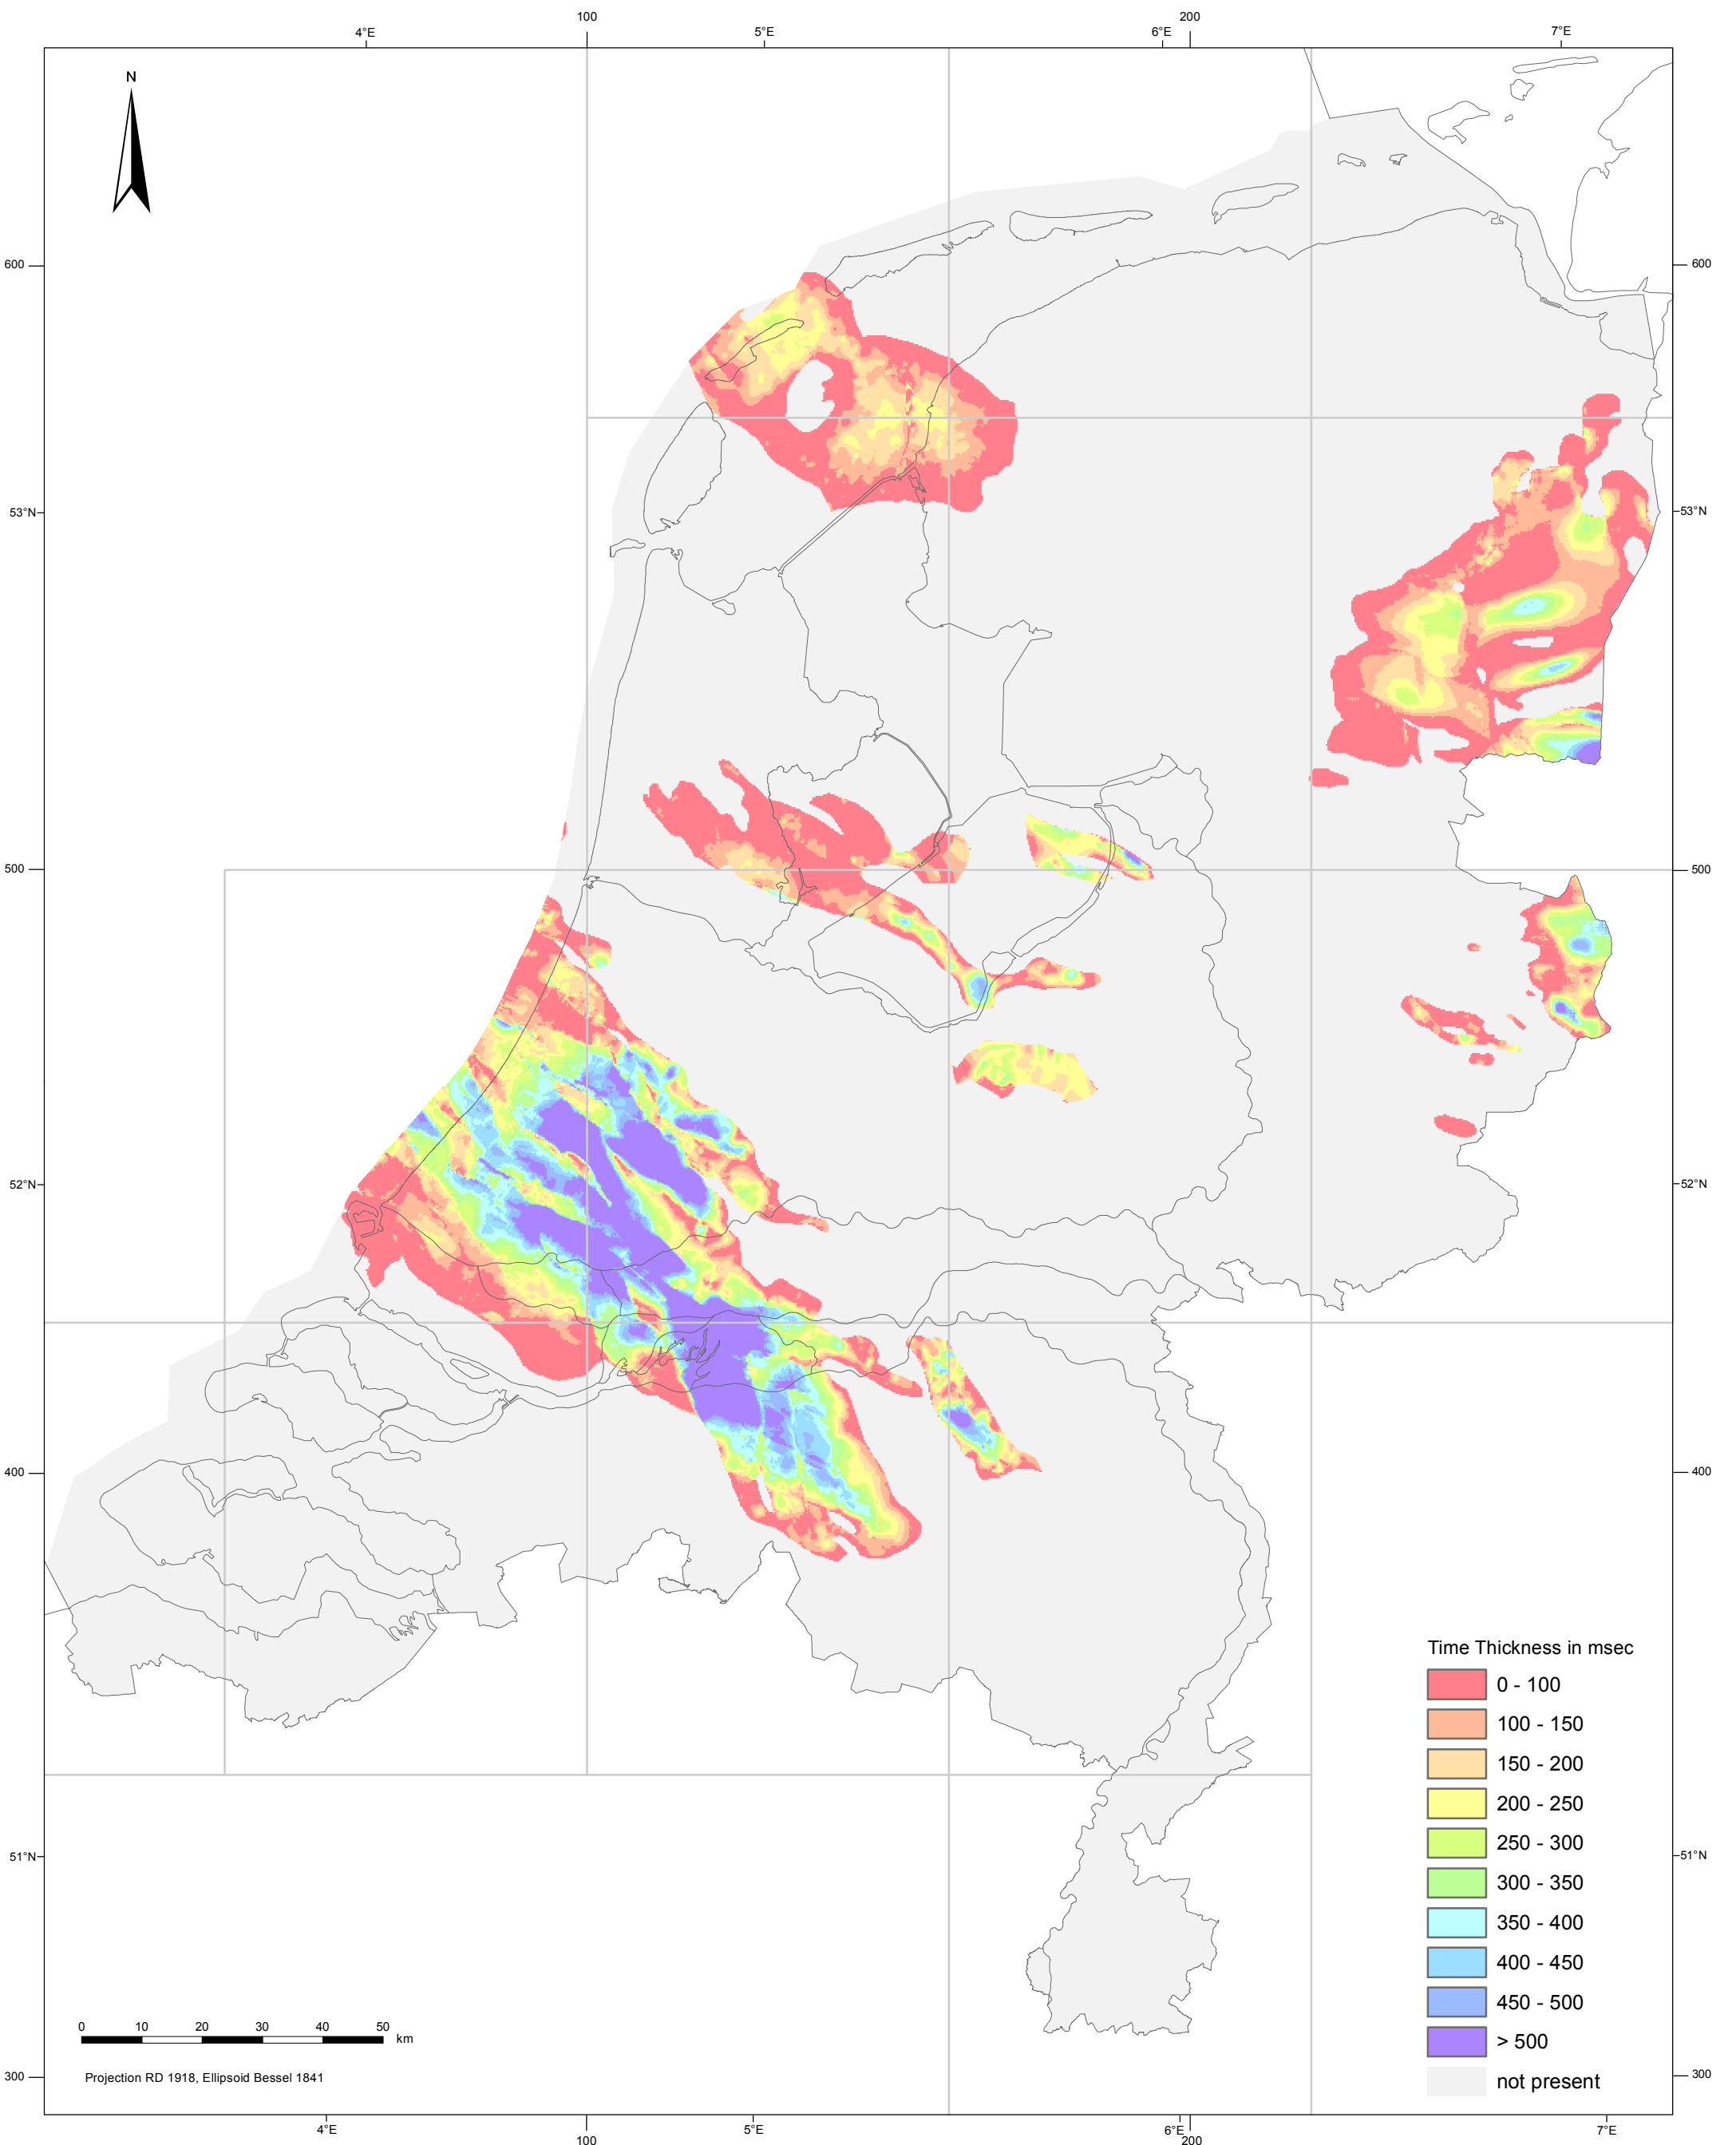 100 200
4°E 5°E 6°E 7°E
N
600 600
53°N 53°N
500 500
52°N 52°N
400 400
Time Thickness in msec
0 - 100
100 - 150
150 - 200
200 - 250
250 - 300
300 - 350
350 - 400
400 - 450
450 - 500
> 500
not present
51°N 51°N
0 10 20 30 40 50 km
Projection RD 1918, Ellipsoid Bessel 1841
300 300
4°E 5°E 6°E 7°E
100 200